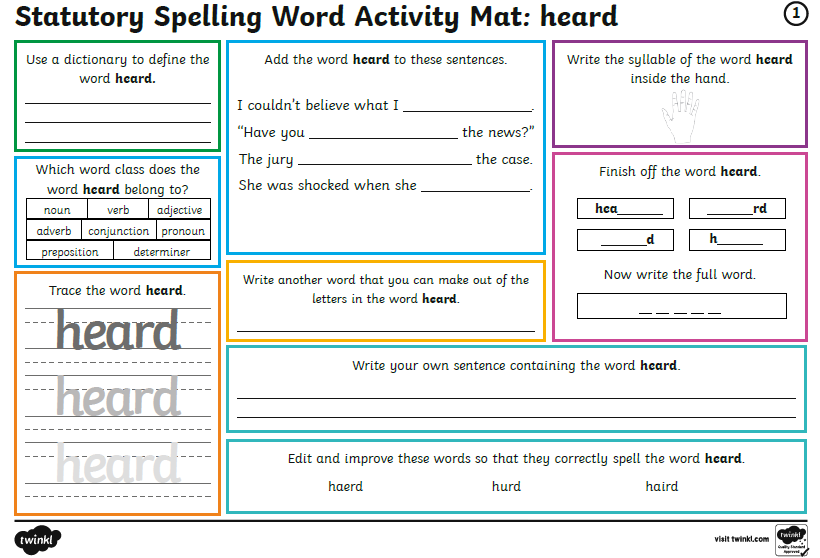 Statutory Spelling Word Activity Mat: heard
1
Use a dictionary to define the
word heard.
Add the word heard to these sentences.
I couldn't believe what I ________________.
"Have you ________________ the news?"
The jury ________________ the case.
She was shocked when she ________________.
Write the syllable of the word heard
inside the hand.
Which word class does the
word heard belong to?
noun verb adjective
adverb conjunction pronoun
preposition determiner
Finish off the word heard.
hea______ ______rd
______d h______
Now write the full word.
_ _ _ _ _
Trace the word heard.
heard
heard
heard
Write another word that you can make out of the
letters in the word heard.
Write your own sentence containing the word heard.
Edit and improve these words so that they correctly spell the word heard.
haerd hurd haird
twinkl
visit twinkl.com
twinkl
Quality Standard
Approved